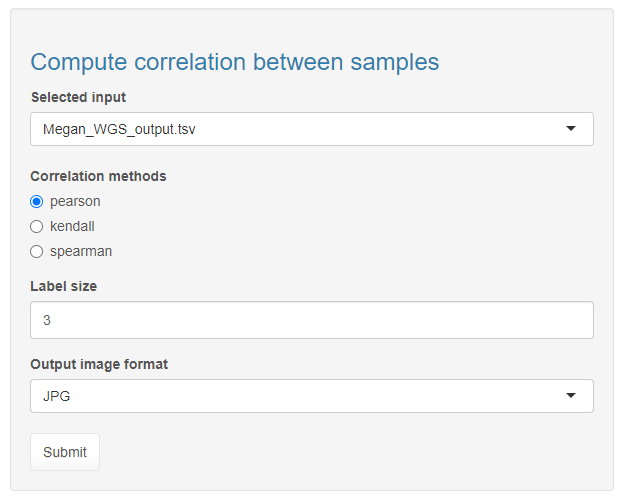 Compute correlation between samples
Selected input
Megan_WGS_output.tsv
Correlation methods
pearson
kendall
spearman
Label size
3
Output image format
JPG
Submit